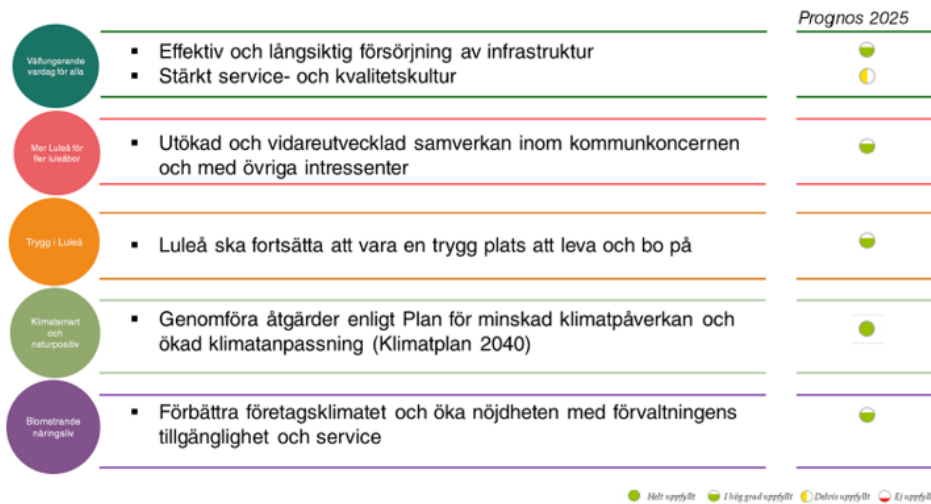 Prognos 2025
Välfungerande
vardag för alla
▪ Effektiv och långsiktig försörjning av infrastruktur
▪ Stärkt service- och kvalitetskultur
Mer Luleå för
fler luleåbor
▪ Utökad och vidareutvecklad samverkan inom kommunkoncernen
och med övriga intressenter
Trygg i Luleå
▪ Luleå ska fortsätta att vara en trygg plats att leva och bo på
Klimatsmart
och
naturpositiv
▪ Genomföra åtgärder enligt Plan för minskad klimatpåverkan och
ökad klimatanpassning (Klimatplan 2040)
Blomstrande
näringsliv
▪ Förbättra företagsklimatet och öka nöjdheten med förvaltningens
tillgänglighet och service
Helt uppfyllt I hög grad uppfyllt Delvis uppfyllt Ej uppfyllt